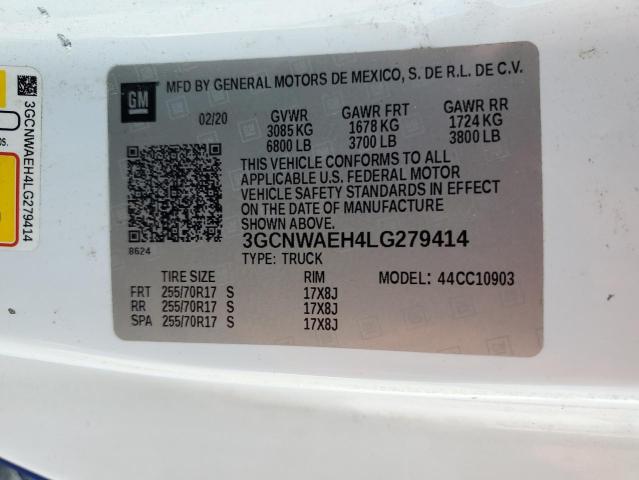 GM
MFD BY GENERAL MOTORS DE MEXICO, S. DE R.L. DE C.V.
02/20 GVWR GAWR FRT GAWR RR
3085 KG 1678 KG 1724 KG
6800 LB 3700 LB 3800 LB
THIS VEHICLE CONFORMS TO ALL
APPLICABLE U.S. FEDERAL MOTOR
VEHICLE SAFETY STANDARDS IN EFFECT
ON THE DATE OF MANUFACTURE
SHOWN ABOVE.
8624
3GCNWAEH4LG279414
TYPE: TRUCK
TIRE SIZE RIM MODEL: 44CC10903
FRT 255/70R17 S 17X8J
RR 255/70R17 S 17X8J
SPA 255/70R17 S 17X8J
3GCNWAEH4LG279414